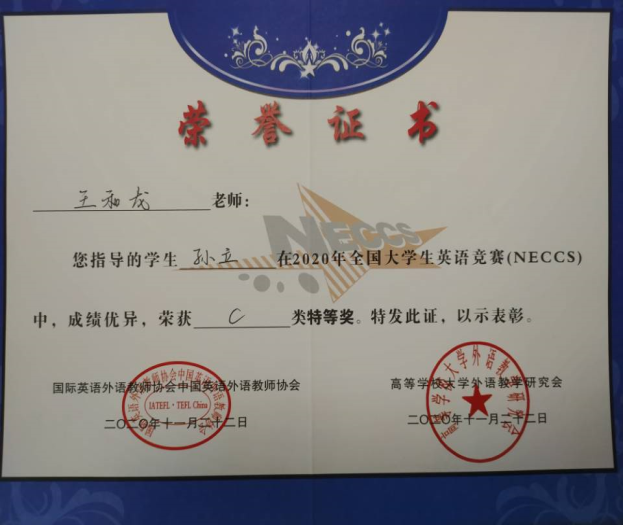 荣誉证书
王和龙 老师:
NECCS
您指导的学生 孙立 在2020年全国大学生英语竞赛(NECCS)
中，成绩优异，荣获 C 类特等奖。特发此证，以示表彰。
国际英语外语教师协会中国英语外语教师协会
高等学校大学外语教学研究会
IATEFL·TEFL China
二〇二〇年十一月二十二日
二〇二〇年十一月二十二日